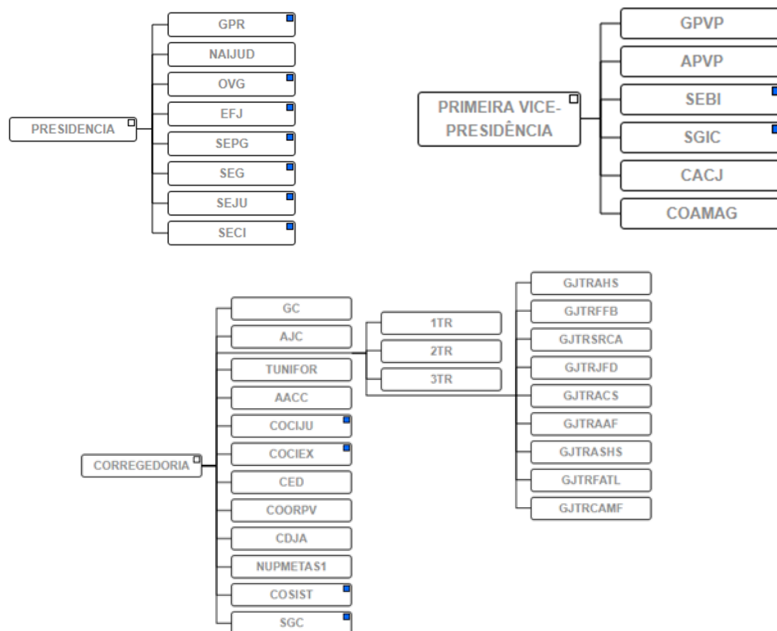 GPR
NAIJUD
OVG
EFJ
PRESIDENCIA
SEPG
SEG
SEJU
SECI
GPVP
APVP
PRIMEIRA VICE-
PRESIDÊNCIA
SEBI
SGIC
CACJ
COAMAG
GC
AJC
TUNIFOR
AACC
COCIJU
CORREGEDORIA
COCIEX
CED
COORPV
CDJA
NUPMETAS1
COSIST
SGC
1TR
2TR
3TR
GJTRAHS
GJTRFFB
GJTRSRCA
GJTRJFD
GJTRACS
GJTRAAF
GJTRASHS
GJTRFATL
GJTRCAMF